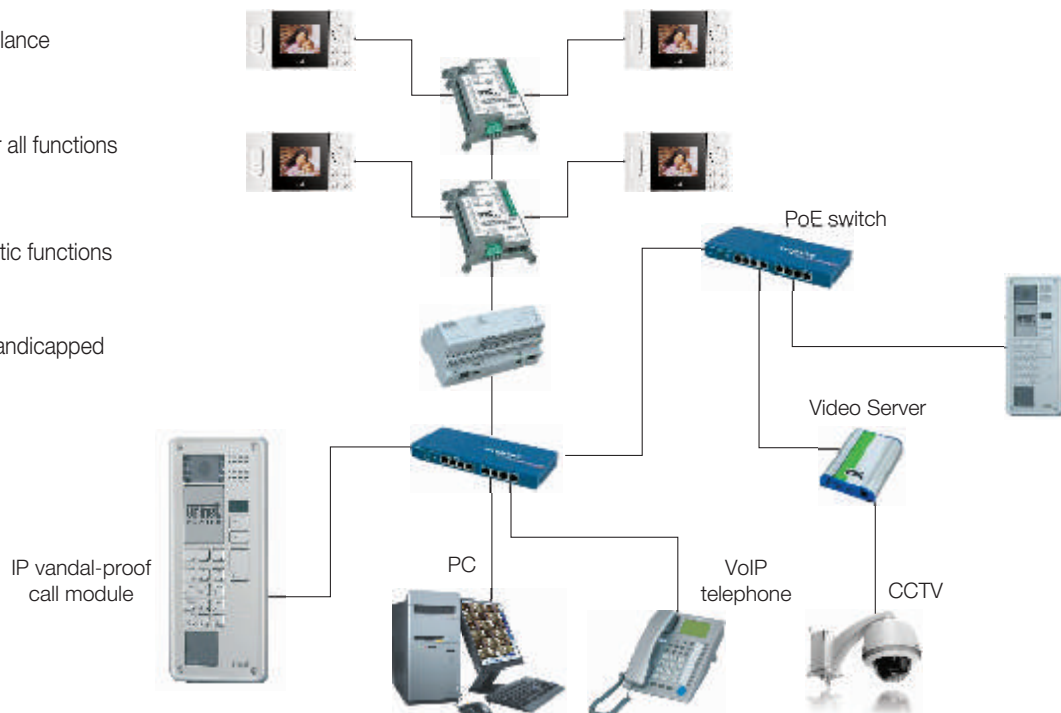 lance
all functions
tic functions
andicapped
PoE switch
Video Server
IP vandal-proof
call module
PC
VoIP
telephone
CCTV